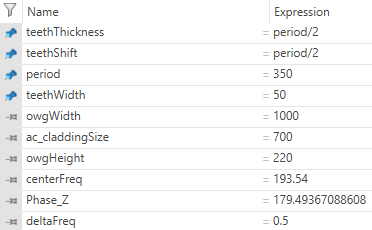 Name Expression
teethThickness = period/2
teethShift = period/2
period = 350
teethWidth = 50
owgWidth = 1000
ac_claddingSize = 700
owgHeight = 220
centerFreq = 193.54
Phase_Z = 179.49367088608
deltaFreq = 0.5